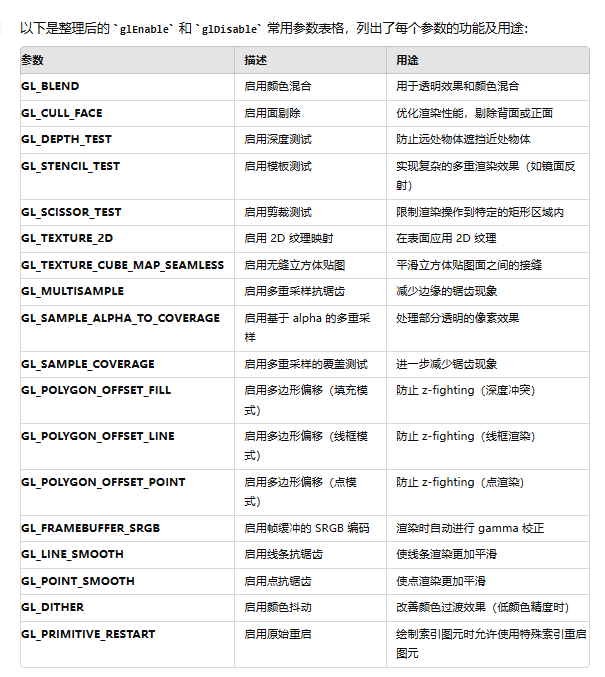 以下是整理后的 `glEnable` 和 `glDisable` 常用参数表格，列出了每个参数的功能及用途：
参数 描述 用途
GL_BLEND 启用颜色混合 用于透明效果和颜色混合
GL_CULL_FACE 启用面剔除 优化渲染性能，剔除背面或正面
GL_DEPTH_TEST 启用深度测试 防止远处物体遮挡近处物体
GL_STENCIL_TEST 启用模板测试 实现复杂的多重渲染效果（如镜面反
射）
GL_SCISSOR_TEST 启用剪裁测试 限制渲染操作到特定的矩形区域内
GL_TEXTURE_2D 启用 2D 纹理映射 在表面应用 2D 纹理
GL_TEXTURE_CUBE_MAP_SEAMLESS 启用无缝立方体贴图 平滑立方体贴图面之间的接缝
GL_MULTISAMPLE 启用多重采样抗锯齿 减少边缘的锯齿现象
GL_SAMPLE_ALPHA_TO_COVERAGE 启用基于 alpha 的多重采 处理部分透明的像素效果
样
GL_SAMPLE_COVERAGE 启用多重采样的覆盖测试 进一步减少锯齿现象
GL_POLYGON_OFFSET_FILL 启用多边形偏移（填充模 防止 z-fighting（深度冲突）
式）
GL_POLYGON_OFFSET_LINE 启用多边形偏移（线框模 防止 z-fighting（线框渲染）
式）
GL_POLYGON_OFFSET_POINT 启用多边形偏移（点模 防止 z-fighting（点渲染）
式）
GL_FRAMEBUFFER_SRGB 启用帧缓冲的 SRGB 编码 渲染时自动进行 gamma 校正
GL_LINE_SMOOTH 启用线条抗锯齿 使线条渲染更加平滑
GL_POINT_SMOOTH 启用点抗锯齿 使点渲染更加平滑
GL_DITHER 启用颜色抖动 改善颜色过渡效果（低颜色精度时）
GL_PRIMITIVE_RESTART 启用原始重启 绘制索引图元时允许使用特殊索引重启
图元